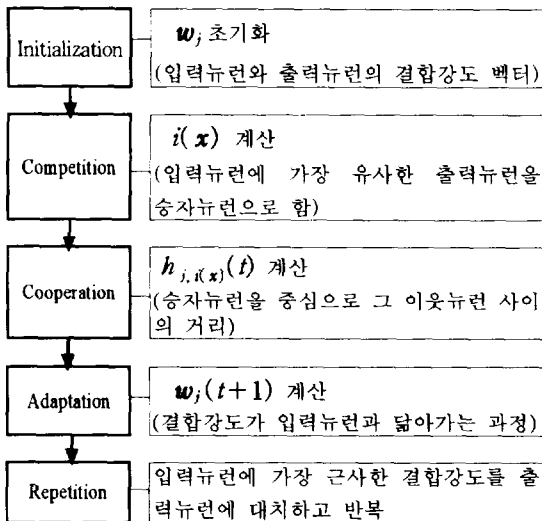 Initialization
w_j 초기화
(입력뉴런와 출력뉴런의 결합강도 벡터)
Competition
i(x) 계산
(입력뉴런에 가장 유사한 출력뉴런을
승자뉴런으로 함)
Cooperation
h_{j, i(x)}(t) 계산
(승자뉴런을 중심으로 그 이웃뉴런 사이
의 거리)
Adaptation
w_j(t+1) 계산
(결합강도가 입력뉴런과 닮아가는 과정)
Repetition
입력뉴런에 가장 근사한 결합강도를 출
력뉴런에 대치하고 반복